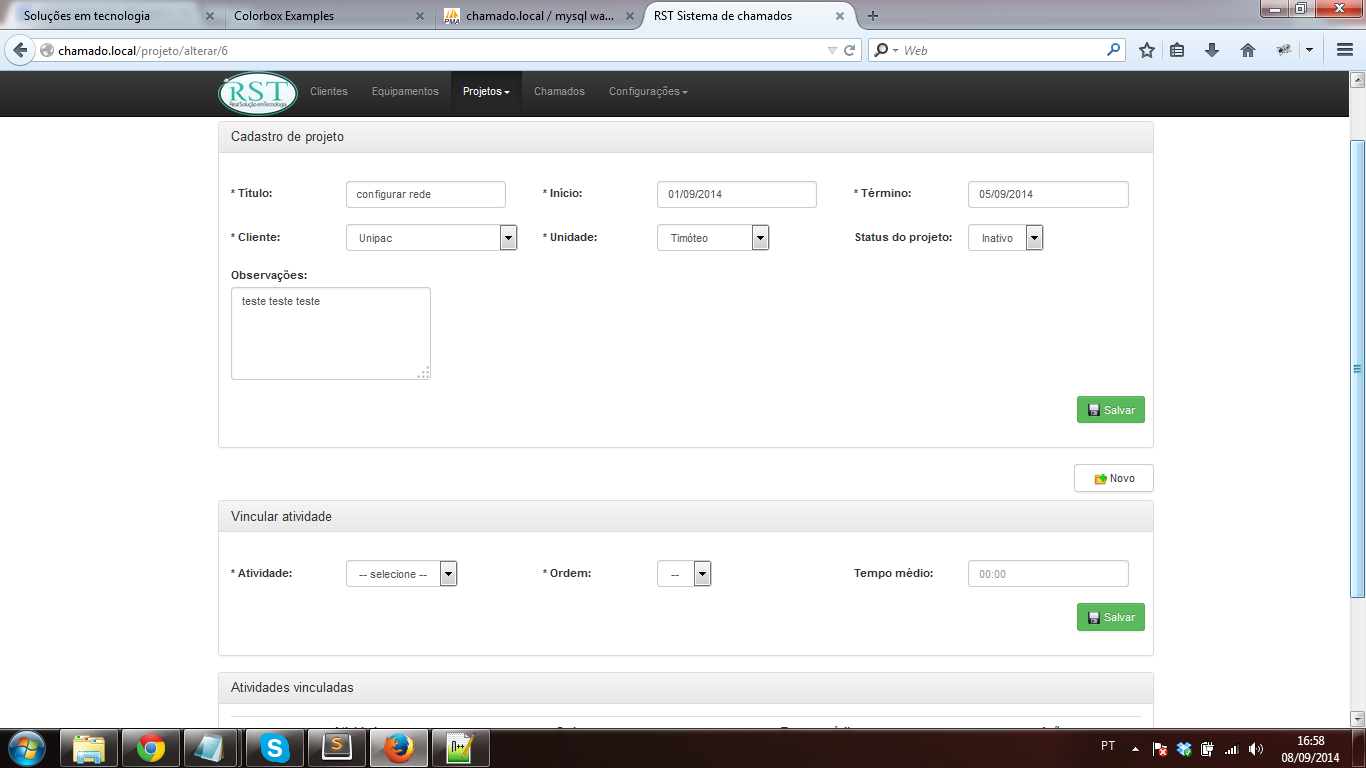 Soluções em tecnologia
Colorbox Examples
PMA chamado.local / mysql wa...
RST Sistema de chamados
chamado.local/projeto/alterar/6
Web
RST
Real Solução em Tecnologia
Clientes Equipamentos Projetos Chamados Configurações
Cadastro de projeto
* Título: configurar rede * Início: 01/09/2014 * Término: 05/09/2014
* Cliente: Unipac * Unidade: Timóteo Status do projeto: Inativo
Observações:
teste teste teste
Salvar
Novo
Vincular atividade
* Atividade: -- selecione -- * Ordem: -- Tempo médio: 00:00
Salvar
Atividades vinculadas
PT 16:58
08/09/2014